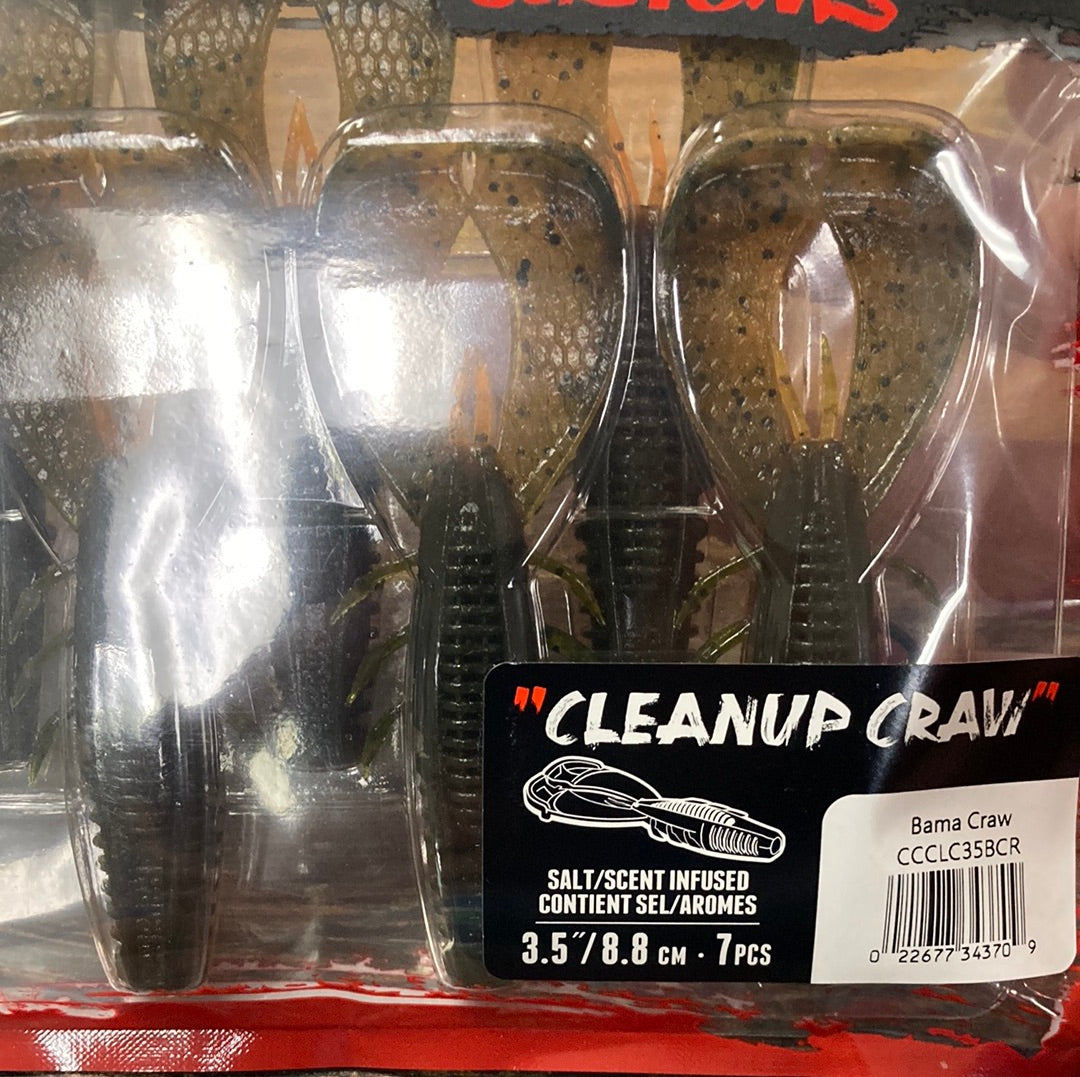 "CLEANUP CRAW"
SALT/SCENT INFUSED
CONTIENT SEL/AROMES
3.5"/8.8 CM · 7PCS
Bama Craw
CCCLC35BCR
0 22677 34370 9